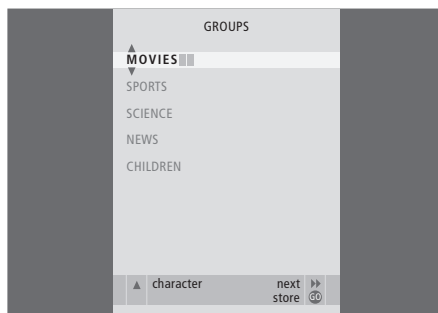 GROUPS
MOVIES
SPORTS
SCIENCE
NEWS
CHILDREN
character next
store GO